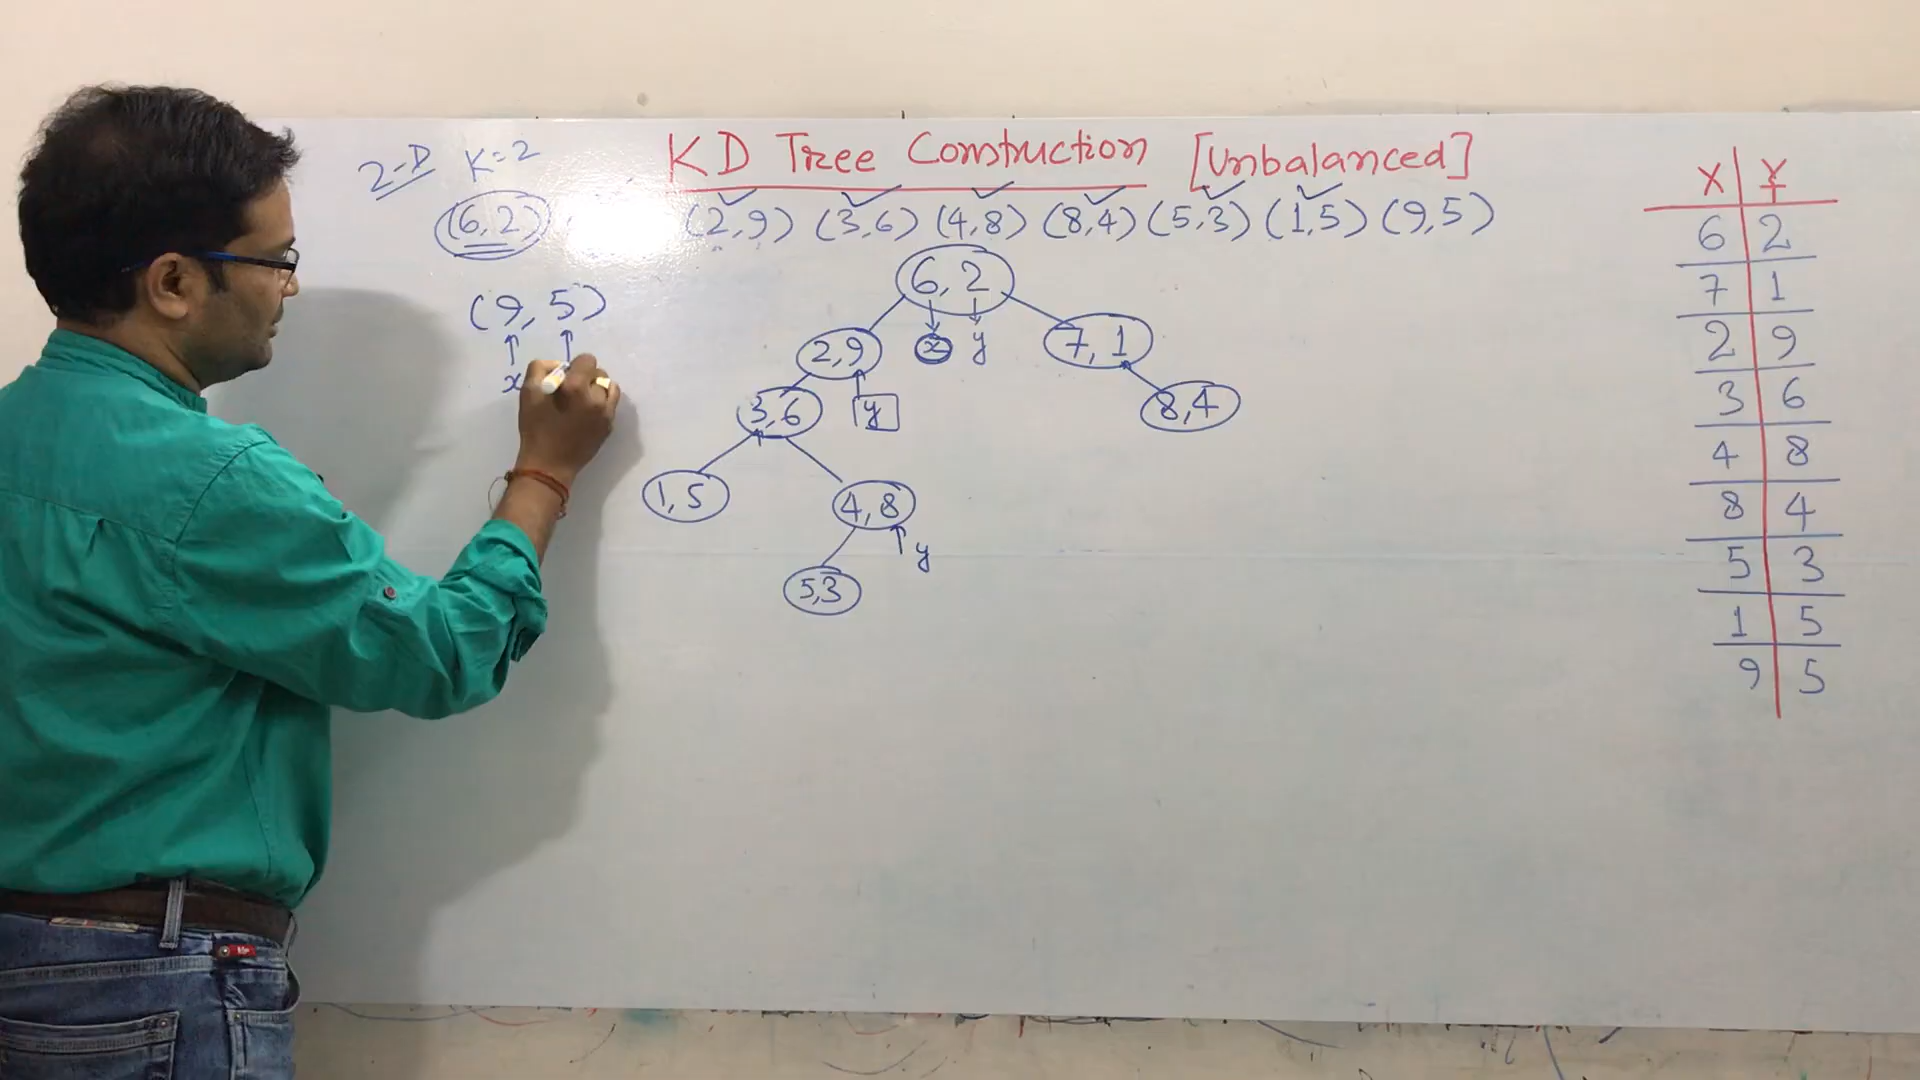 2-D K=2
KD Tree Construction [Unbalanced]
(6,2) (2,9) (3,6) (4,8) (8,4) (5,3) (1,5) (9,5)
(9,5)
x
6,2
x y
2,9
7,1
3,6
y
8,4
1,5
4,8
y
5,3
X Y
6 2
7 1
2 9
3 6
4 8
8 4
5 3
1 5
9 5